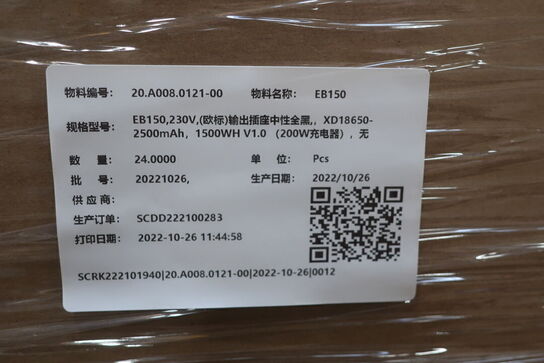 物料编号: 20.A008.0121-00 物料名称: EB150
规格型号: EB150,230V,(欧标)输出插座中性全黑,, XD18650-
2500mAh, 1500WH V1.0 （200W充电器）, 无
数 量: 24.0000 单 位: Pcs
批 号: 20221026, 生产日期: 2022/10/26
供 应 商:
生产订单: SCDD222100283
打印日期: 2022-10-26 11:44:58
SCRK222101940|20.A008.0121-00|2022-10-26|0012